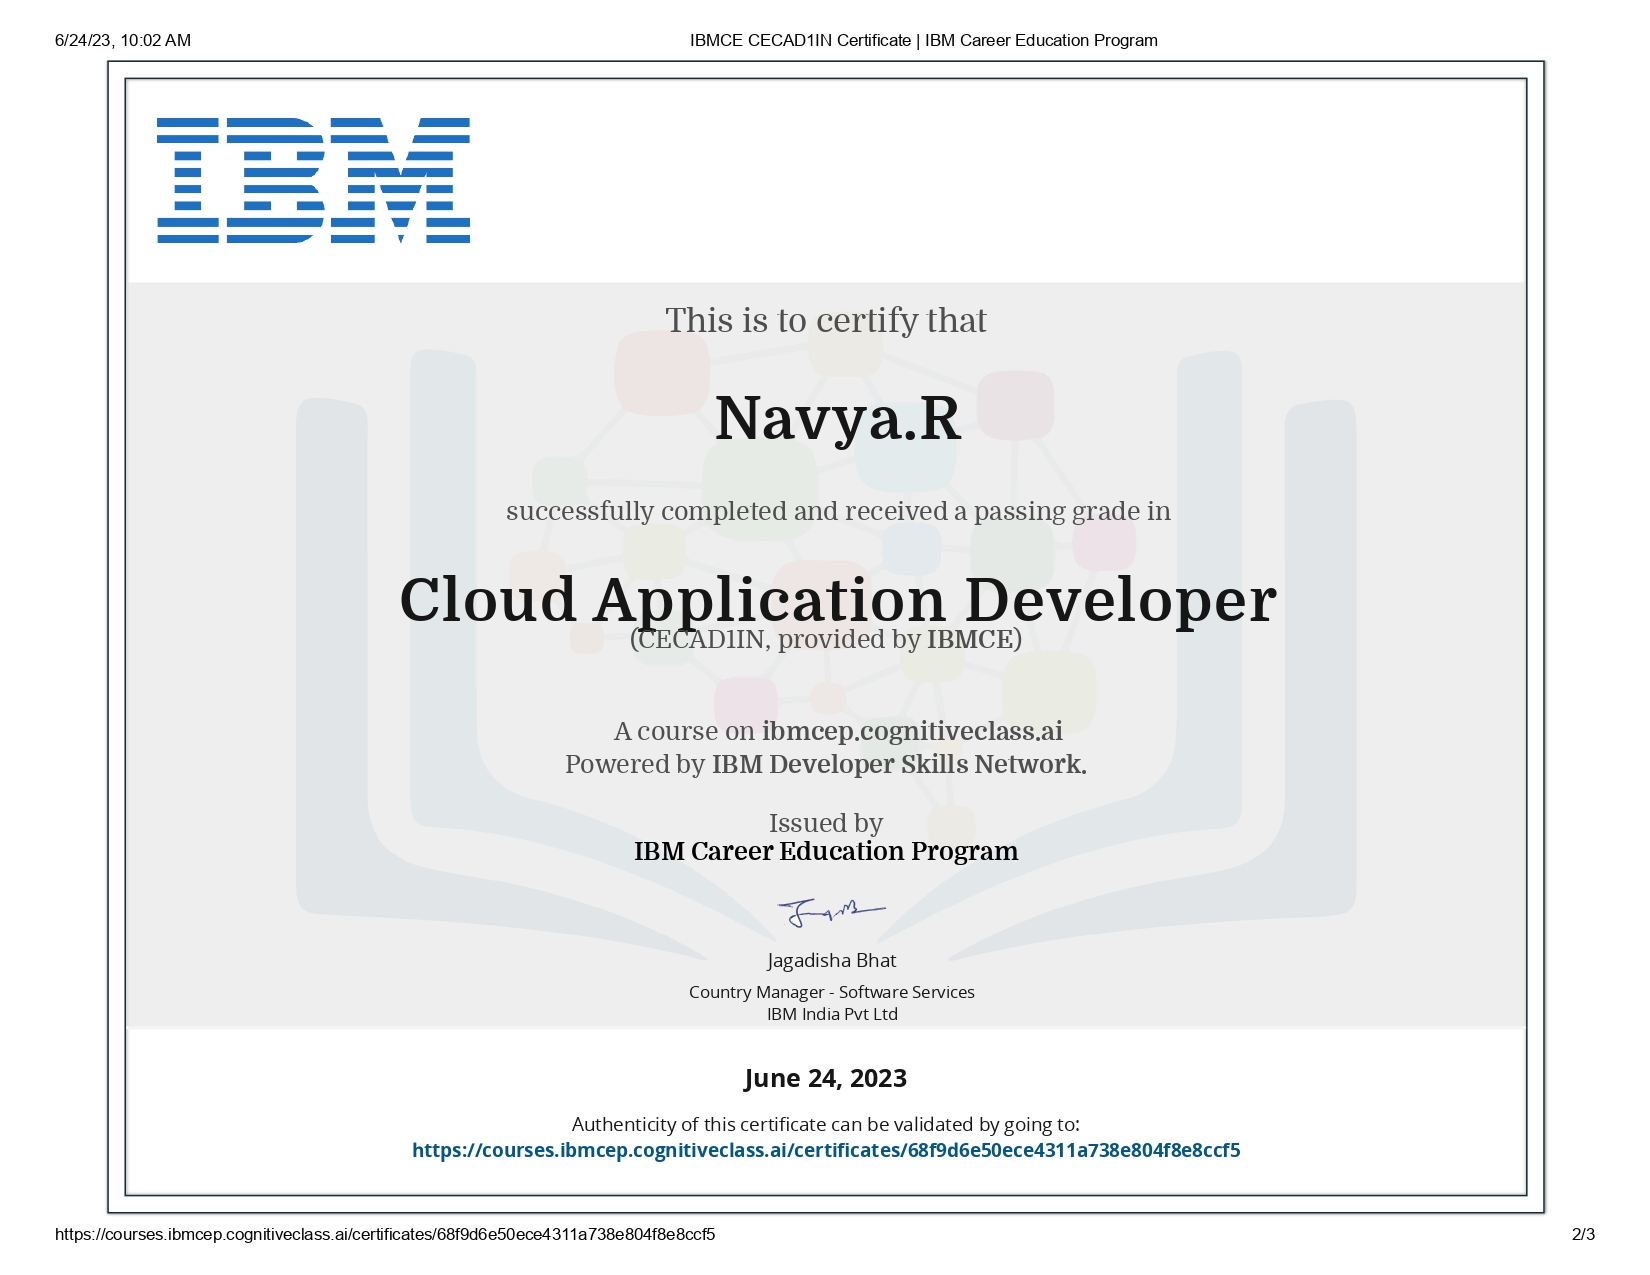 6/24/23, 10:02 AM
IBMCE CECAD1IN Certificate | IBM Career Education Program
IBM
This is to certify that
Navya.R
successfully completed and received a passing grade in
Cloud Application Developer
(CECAD1IN, provided by IBMCE)
A course on ibmcep.cognitiveclass.ai
Powered by IBM Developer Skills Network.
Issued by
IBM Career Education Program
Jagadisha Bhat
Country Manager - Software Services
IBM India Pvt Ltd
June 24, 2023
Authenticity of this certificate can be validated by going to:
https://courses.ibmcep.cognitiveclass.ai/certificates/68f9d6e50ece4311a738e804f8e8ccf5
https://courses.ibmcep.cognitiveclass.ai/certificates/68f9d6e50ece4311a738e804f8e8ccf5
2/3